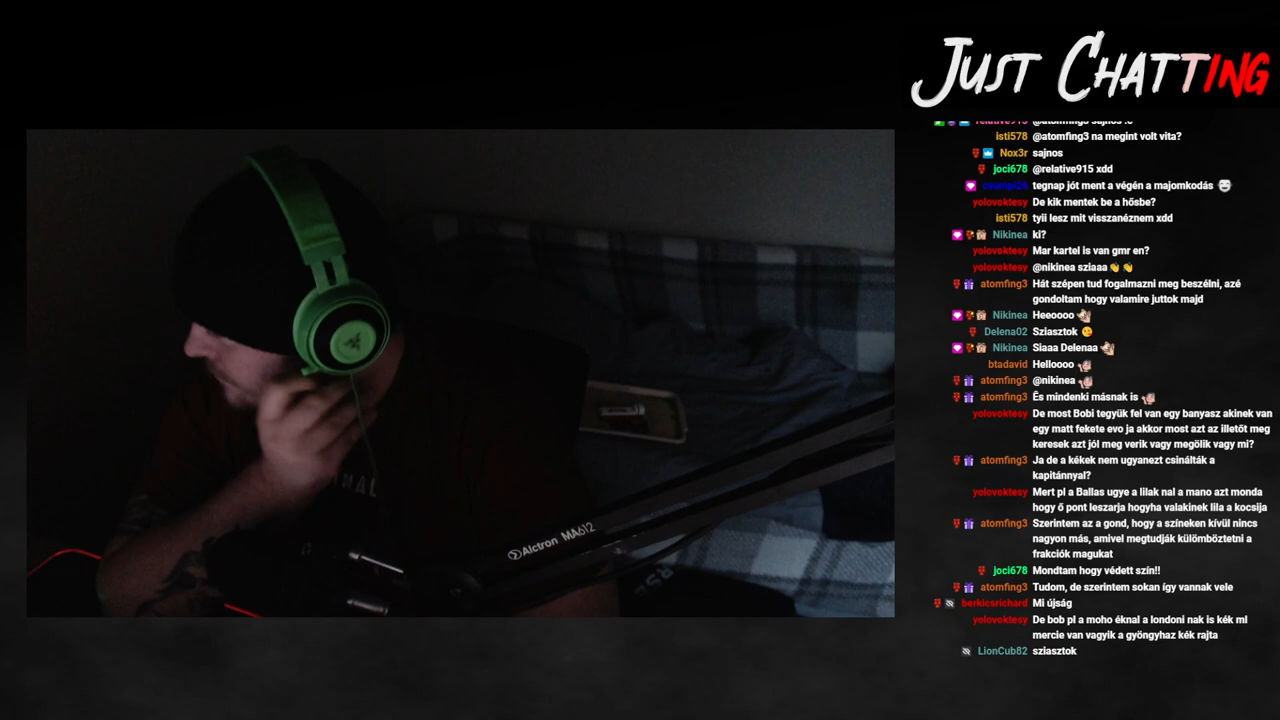 JUST CHATTING
isti578 @atomfing3 na megint volt vita?
Nox3r sajnos
joci678 @relative915 xdd
tegnap jót ment a végén a majomkodás
yolovoktesy De kik mentek be a hősbe?
isti578 tyii lesz mit visszanéznem xdd
Nikinea ki?
yolovoktesy Mar kartel is van gmr en?
yolovoktesy @nikinea sziaaa
atomfing3 Hát szépen tud fogalmazni meg beszélni, azé
gondoltam hogy valamire juttok majd
Nikinea Heeoooo
Delena02 Sziasztok
Nikinea Siaaa Delenaa
btadavid Helloooo
atomfing3 @nikinea
atomfing3 És mindenki másnak is
yolovoktesy De most Bobi tegyük fel van egy banyasz akinek van
egy matt fekete evo ja akkor most azt az illetőt meg
keresek azt jól meg verik vagy megölik vagy mi?
atomfing3 Ja de a kékek nem ugyanezt csinálták a
kapitánnyal?
yolovoktesy Mert pl a Ballas ugye a lilak nal a mano azt monda
hogy ő pont leszarja hogyha valakinek lila a kocsija
atomfing3 Szerintem az a gond, hogy a színeken kívül nincs
nagyon más, amivel megtudják külömböztetni a
frakciók magukat
joci678 Mondtam hogy védett szín!!
atomfing3 Tudom, de szerintem sokan így vannak vele
berkicsrichard Mi újság
yolovoktesy De bob pl a moho éknal a londoni nak is kék ml
mercie van vagyik a gyöngyhaz kék rajta
LionCub82 sziasztok
Alctron MA612